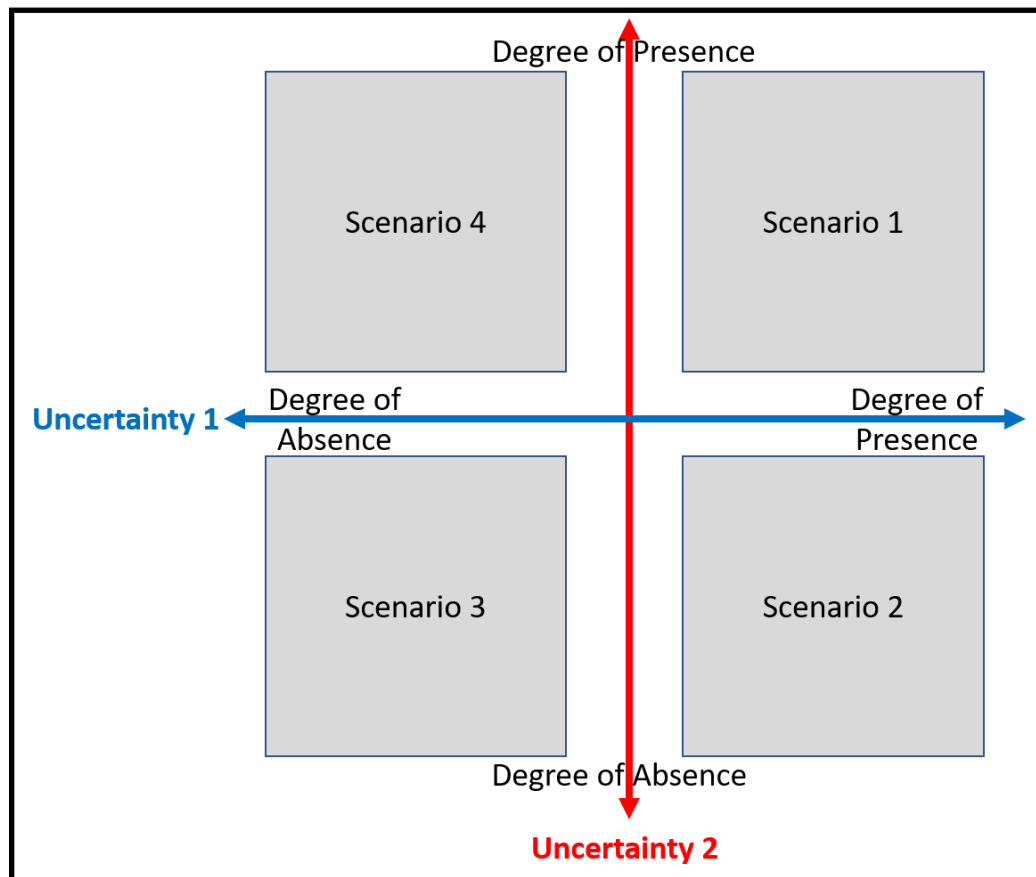 Degree of Presence
Scenario 4
Scenario 1
Uncertainty 1
Degree of
Absence
Degree of
Presence
Scenario 3
Scenario 2
Degree of Absence
Uncertainty 2